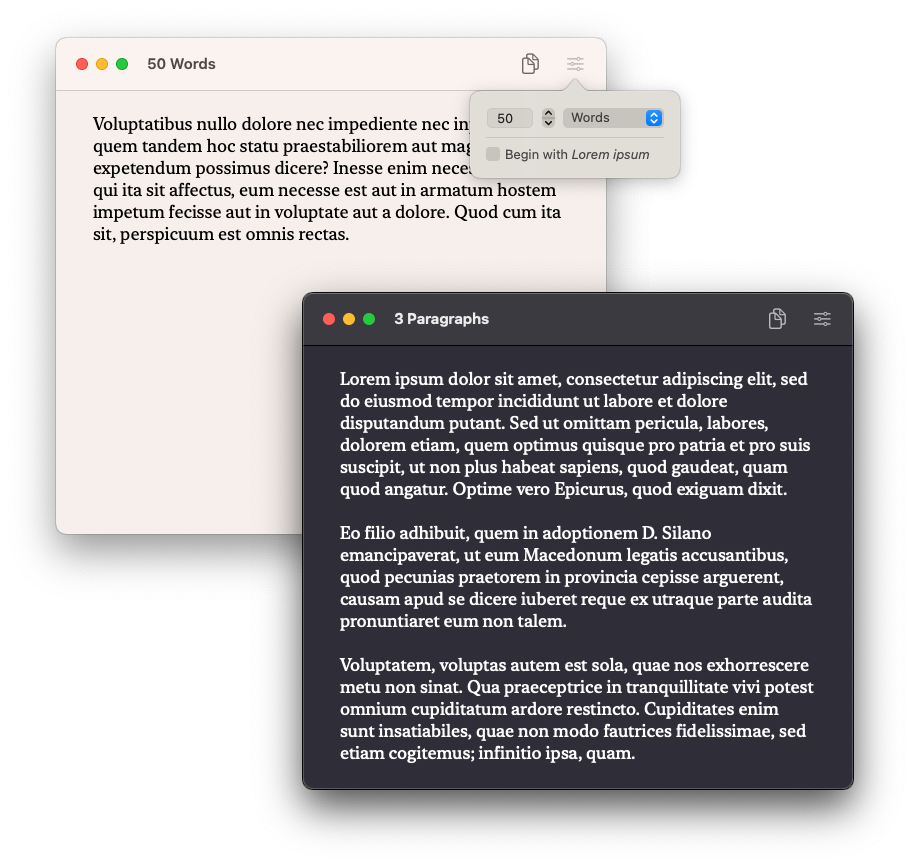 50 Words
50
Words
Begin with Lorem ipsum
Voluptatibus nullo dolore nec impediente nec
quem tandem hoc statu praestabiliorem aut
expetendum possimus dicere? Inesse enim
qui ita sit affectus, eum necesse est aut in armatum hostem
impetum fecisse aut in voluptate aut a dolore. Quod cum ita
sit, perspicuum est omnis rectas.
3 Paragraphs
Lorem ipsum dolor sit amet, consectetur adipiscing elit, sed
do eiusmod tempor incididunt ut labore et dolore
disputandum putant. Sed ut omittam pericula, labores,
dolorem etiam, quem optimus quisque pro patria et pro suis
suscipit, ut non plus habeat sapiens, quod gaudeat, quam
quod angatur. Optime vero Epicurus, quod exiguam dixit.
Eo filio adhibuit, quem in adoptionem D. Silano
emancipaverat, ut eum Macedonum legatis accusantibus,
quod pecunias praetorem in provincia cepisse arguerent,
causam apud se dicere iuberet reque ex utraque parte audita
pronuntiaret eum non talem.
Voluptatem, voluptas autem est sola, quae nos exhorrescere
metu non sinat. Qua praeceptrice in tranquillitate vivi potest
omnium cupiditatum ardore restincto. Cupiditates enim
sunt insatiabiles, quae non modo fautrices fidelissimae, sed
etiam cogitemus; infinitio ipsa, quam.